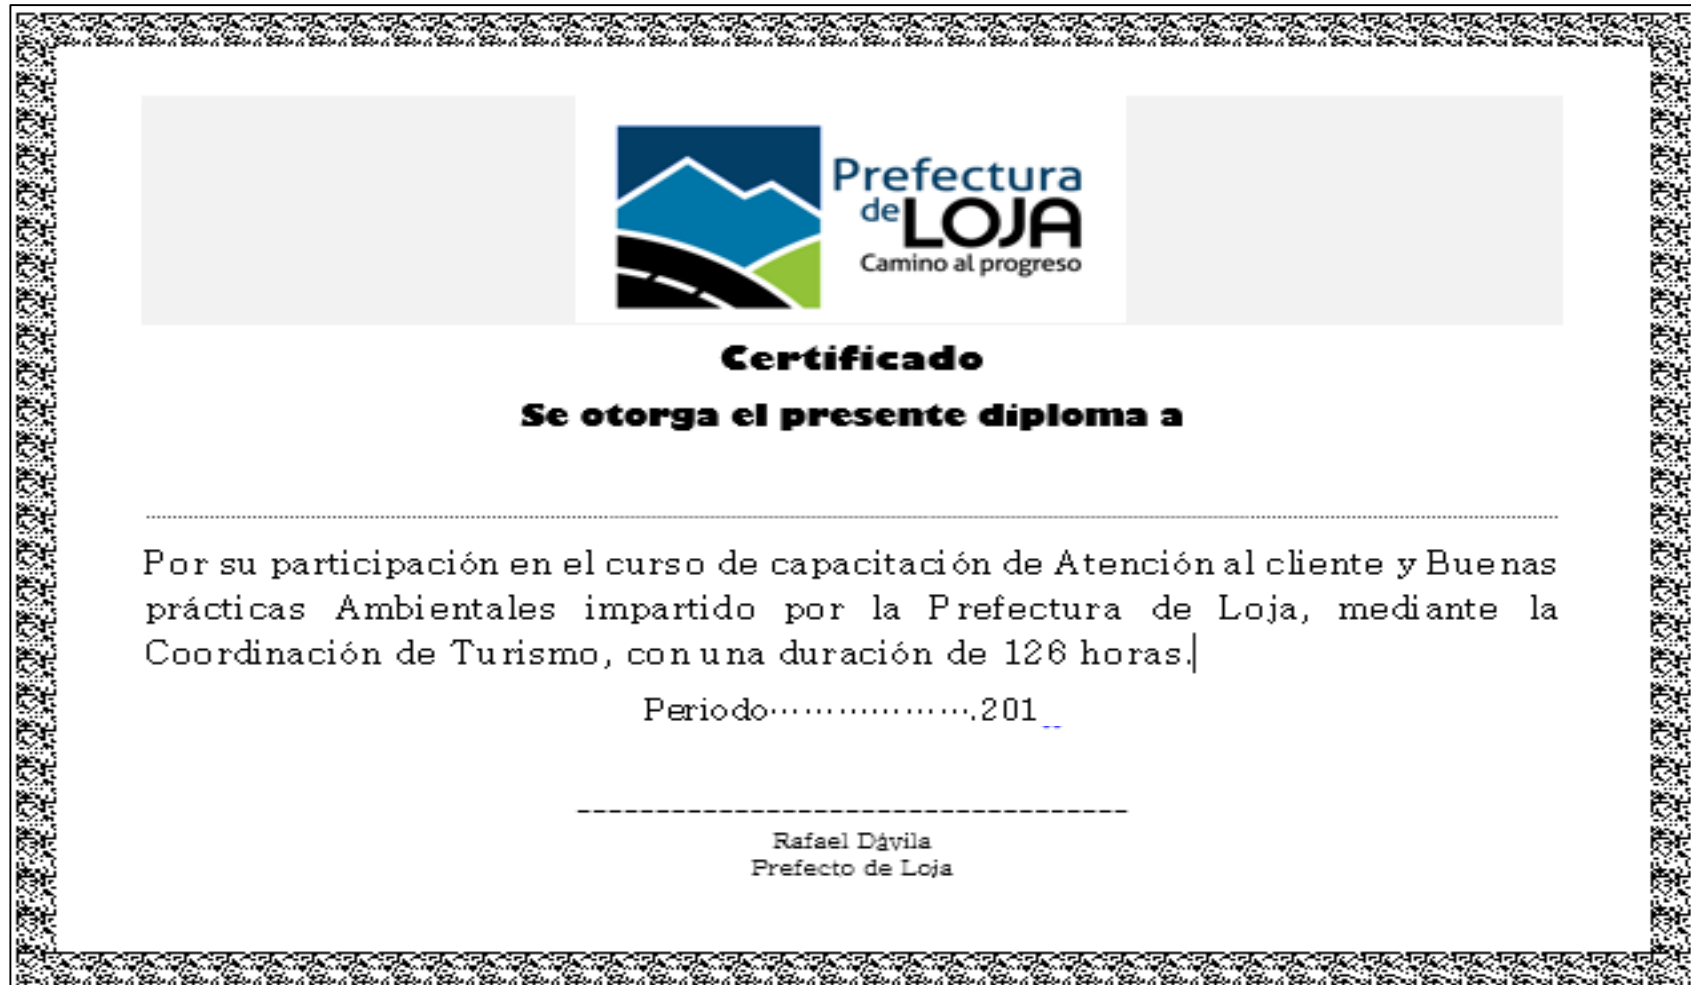 Prefectura
de LOJA
Camino al progreso
Certificado
Se otorga el presente diploma a
Por su participación en el curso de capacitación de Atención al cliente y Buenas
prácticas Ambientales impartido por la Prefectura de Loja, mediante la
Coordinación de Turismo, con una duración de 126 horas.
Periodo…………………..201_
Rafael Dávila
Prefecto de Loja